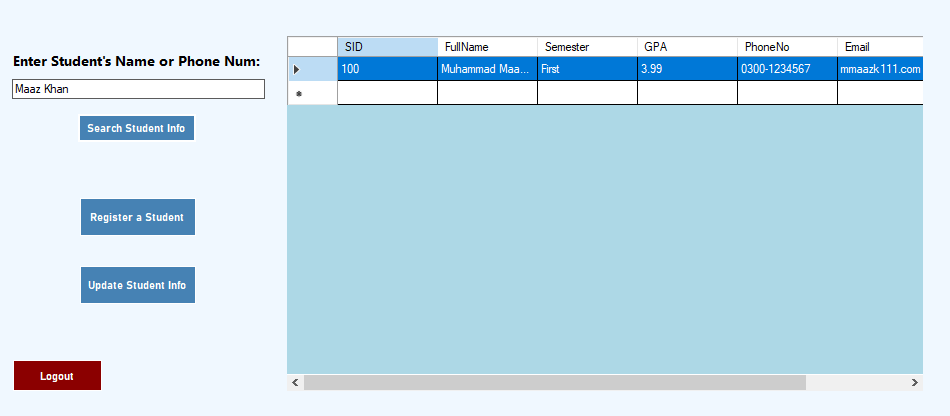 Enter Student's Name or Phone Num:
Maaz Khan
Search Student Info
Register a Student
Update Student Info
Logout
SID FullName Semester GPA PhoneNo Email
100 Muhammad Maa... First 3.99 0300-1234567 mmaazk111.com